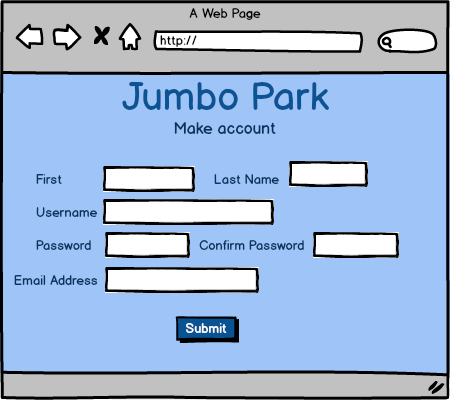 A Web Page
http://
Jumbo Park
Make account
First
Last Name
Username
Password
Confirm Password
Email Address
Submit